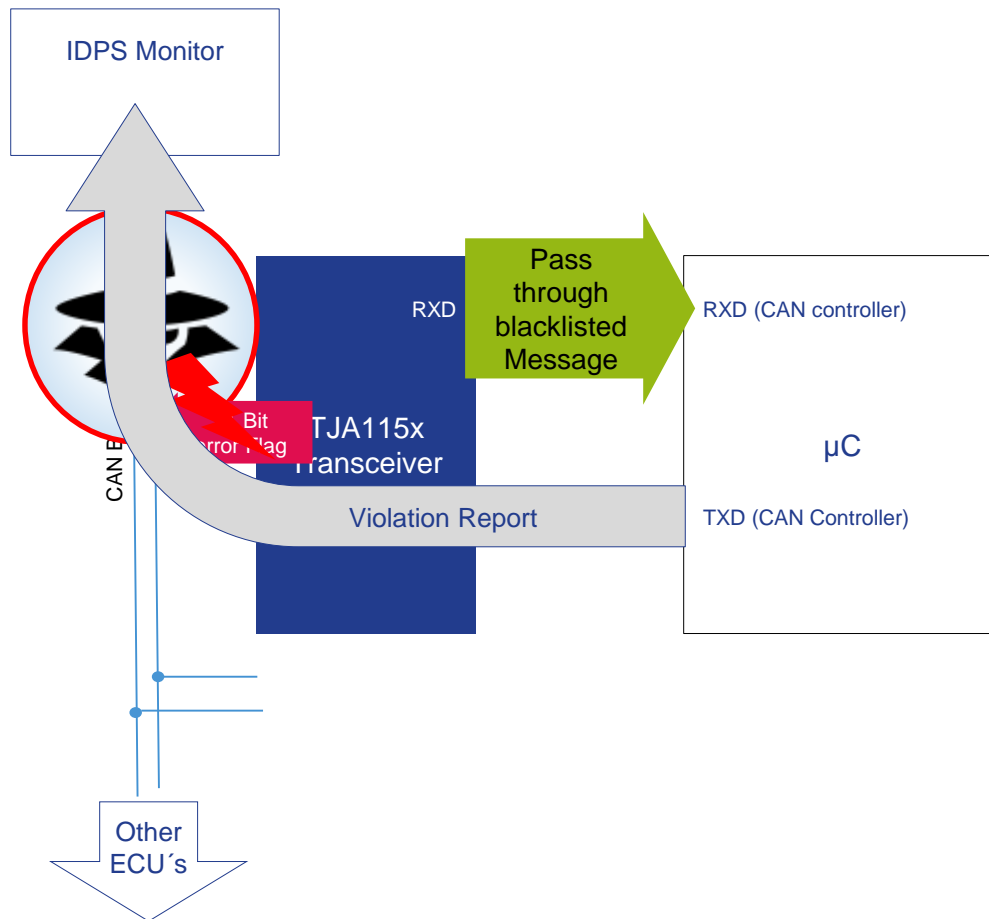 IDPS Monitor
RXD
Pass
through
blacklisted
Message
RXD (CAN controller)
CAN
Bit
Flag
TJA115x
Transceiver
µC
Violation Report
TXD (CAN Controller)
Other
ECU´s